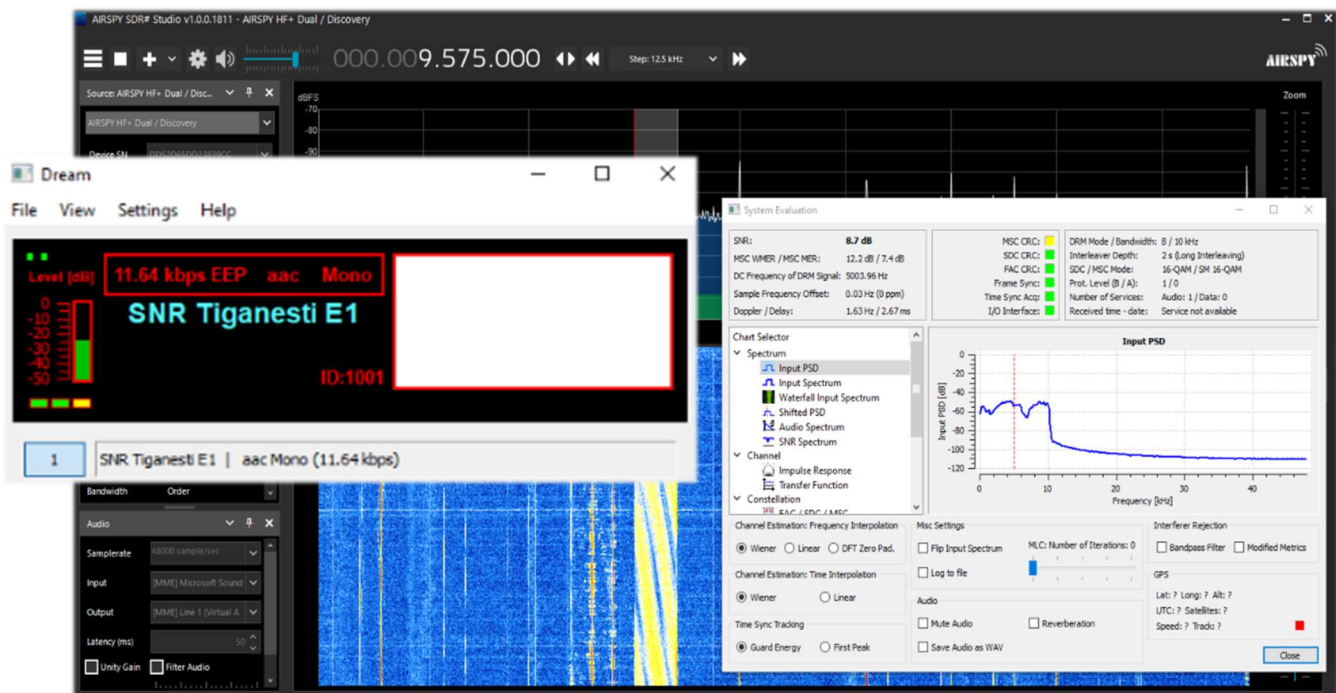 AIRSPY SDR# Studio v1.0.0.1811 - AIRSPY HF+ Dual / Discovery
000.009.575.000
Step: 12.5 kHz
AIRSPY
Source: AIRSPY HF+ Dual / Disc...
AIRSPY HF+ Dual / Discovery
Device SN
dBFS
-70
-80
-90
Zoom
Dream
File View Settings Help
Level [dB]
0
-10
-20
-30
-40
-50
11.64 kbps EEP aac Mono
SNR Tiganesti E1
ID:1001
1
SNR Tiganesti E1 | aac Mono (11.64 kbps)
Bandwidth Order
Audio
Samplerate 48000 sample/sec
Input [MME] Microsoft Sound
Output [MME] Line 1 (Virtual A
Latency (ms) 50
Unity Gain Filter Audio
System Evaluation
SNR: 8.7 dB
MSC WMER / MSC MER: 12.2 dB / 7.4 dB
DC Frequency of DRM Signal: 5003.96 Hz
Sample Frequency Offset: 0.03 Hz (0 ppm)
Doppler / Delay: 1.63 Hz / 2.67 ms
MSC CRC:
SDC CRC:
FAC CRC:
Frame Sync:
Time Sync Acq:
I/O Interface:
DRM Mode / Bandwidth: B / 10 kHz
Interleaver Depth: 2 s (Long Interleaving)
SDC / MSC Mode: 16-QAM / SM 16-QAM
Prot. Level (B / A): 1 / 0
Number of Services: Audio: 1 / Data: 0
Received time - date: Service not available
Chart Selector
Spectrum
Input PSD
Input Spectrum
Waterfall Input Spectrum
Shifted PSD
Audio Spectrum
SNR Spectrum
Channel
Impulse Response
Transfer Function
Constellation
FAC / SDC / MSC
Input PSD
Input PSD [dB]
0
-20
-40
-60
-80
-100
-120
0 10 20 30 40
Frequency [kHz]
Channel Estimation: Frequency Interpolation
Wiener Linear DFT Zero Pad.
Channel Estimation: Time Interpolation
Wiener Linear
Time Sync Tracking
Guard Energy First Peak
Misc Settings
Flip Input Spectrum
Log to file
MLC: Number of Iterations: 0
Audio
Mute Audio Reverberation
Save Audio as WAV
Interferer Rejection
Bandpass Filter Modified Metrics
GPS
Lat: ? Long: ? Alt: ?
UTC: ? Satellites: ?
Speed: ? Track: ?
Close